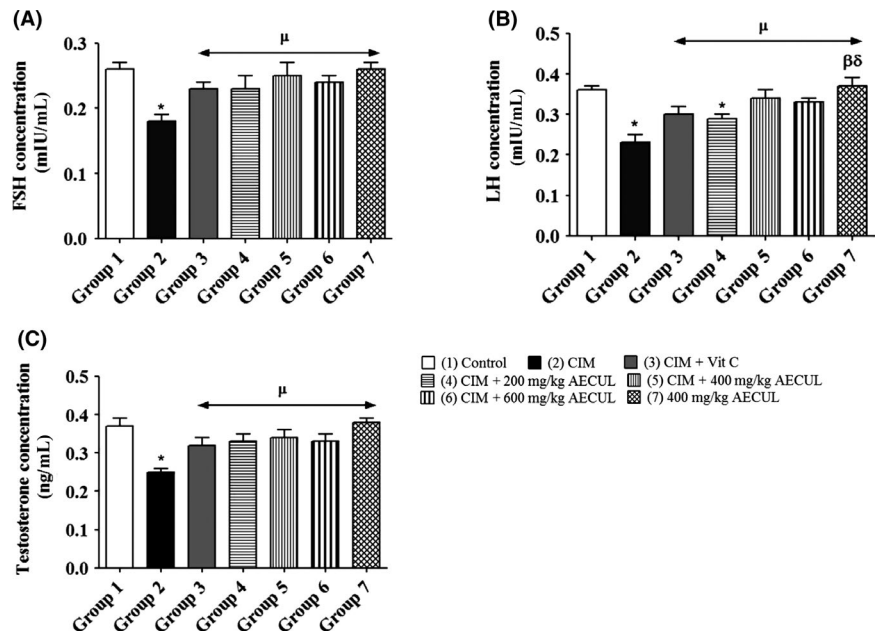 (A)
μ
0.3
0.2
0.1
0.0
FSH concentration
(mIU/mL)
*
Group 1
Group 2
Group 3
Group 4
Group 5
Group 6
Group 7
(B)
μ
βδ
0.5
0.4
0.3
0.2
0.1
0.0
LH concentration
(mIU/mL)
*
*
Group 1
Group 2
Group 3
Group 4
Group 5
Group 6
Group 7
(C)
μ
0.5
0.4
0.3
0.2
0.1
0.0
Testosterone concentration
(ng/mL)
*
Group 1
Group 2
Group 3
Group 4
Group 5
Group 6
Group 7
(1) Control (2) CIM (3) CIM + Vit C
(4) CIM + 200 mg/kg AECUL (5) CIM + 400 mg/kg AECUL
(6) CIM + 600 mg/kg AECUL (7) 400 mg/kg AECUL